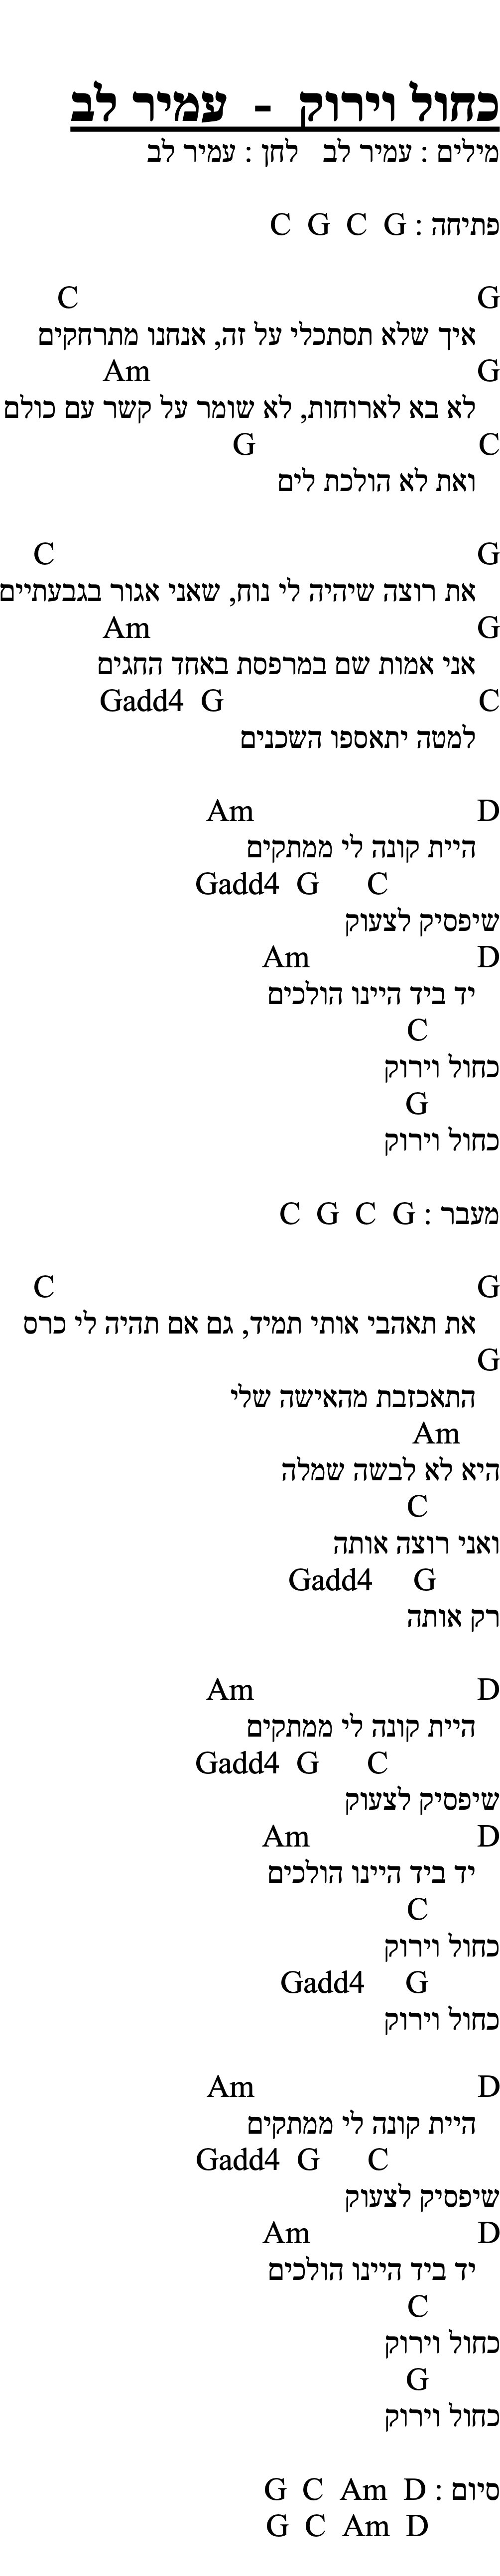 כחול וירוק - עמיר לב
מילים : עמיר לב   לחן : עמיר לב
פתיחה : G C G C
G C
איך שלא תסתכלי על זה, אנחנו מתרחקים
G Am
לא בא לארוחות, לא שומר על קשר עם כולם
C G
ואת לא הולכת לים
G C
את רוצה שיהיה לי נוח, שאני אגור בגבעתיים
G Am
אני אמות שם במרפסת באחד החגים
C G Gadd4
למטה יתאספו השכנים
D Am
היית קונה לי ממתקים
C G Gadd4
שיפסיק לצעוק
D Am
יד ביד היינו הולכים
C
כחול וירוק
G
כחול וירוק
מעבר : G C G C
G C
את תאהבי אותי תמיד, גם אם תהיה לי כרס
G
התאכזבת מהאישה שלי
Am
היא לא לבשה שמלה
C
ואני רוצה אותה
G Gadd4
רק אותה
D Am
היית קונה לי ממתקים
C G Gadd4
שיפסיק לצעוק
D Am
יד ביד היינו הולכים
C
כחול וירוק
G Gadd4
כחול וירוק
D Am
היית קונה לי ממתקים
C G Gadd4
שיפסיק לצעוק
D Am
יד ביד היינו הולכים
C
כחול וירוק
G
כחול וירוק
סיום : D Am C G
D Am C G